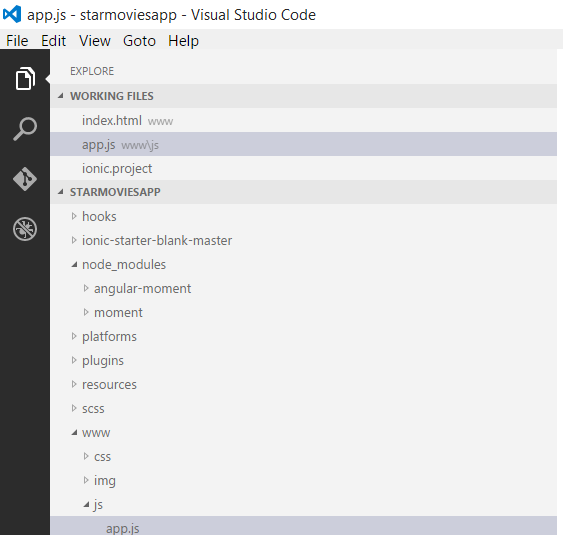 app.js - starmoviesapp - Visual Studio Code
File Edit View Goto Help
EXPLORE
WORKING FILES
index.html www
app.js www\js
ionic.project
STARMOVIESAPP
hooks
ionic-starter-blank-master
node_modules
angular-moment
moment
platforms
plugins
resources
scss
www
css
img
js
app.js